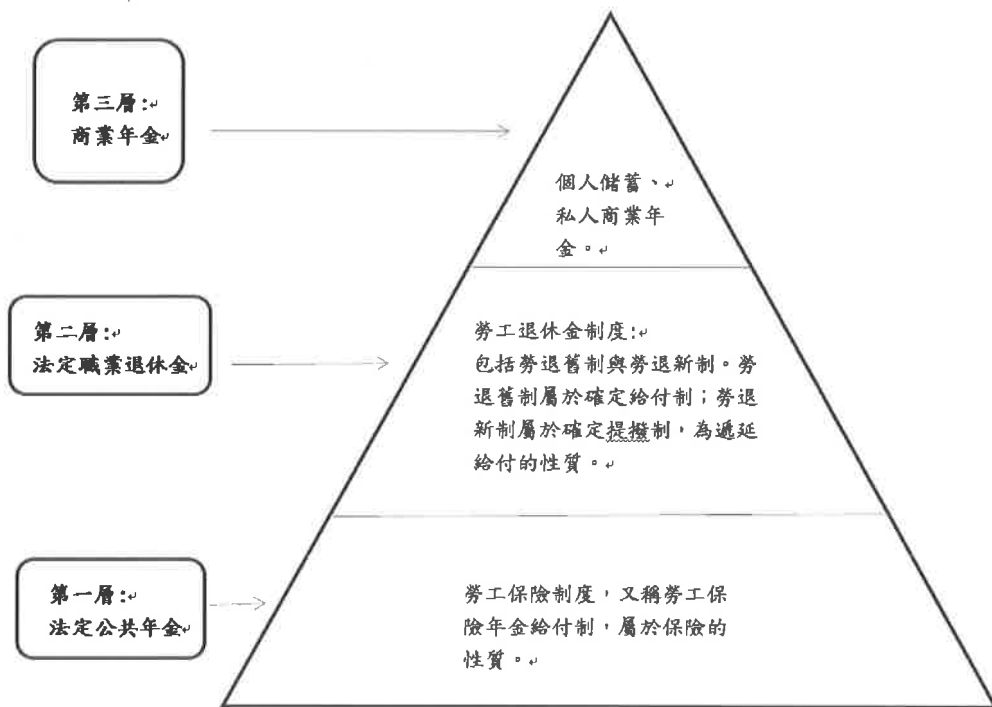 第三層:
商業年金
個人儲蓄、
私人商業年
金。
第二層:
法定職業退休金
勞工退休金制度:
包括勞退舊制與勞退新制。勞
退舊制屬於確定給付制；勞退
新制屬於確定提撥制，為遞延
給付的性質。
第一層:
法定公共年金
勞工保險制度，又稱勞工保
險年金給付制，屬於保險的
性質。